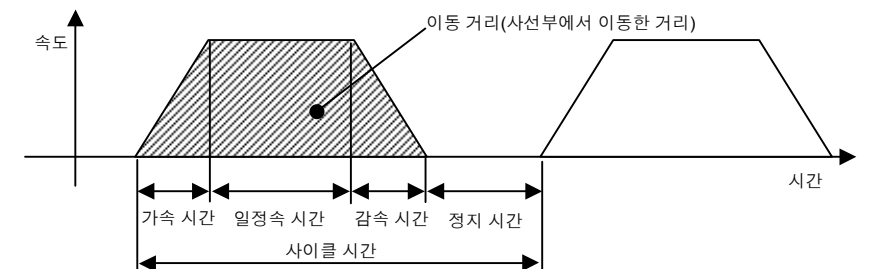 이동 거리(사선부에서 이동한 거리)
속도
시간
가속 시간
일정속 시간
감속 시간
정지 시간
사이클 시간